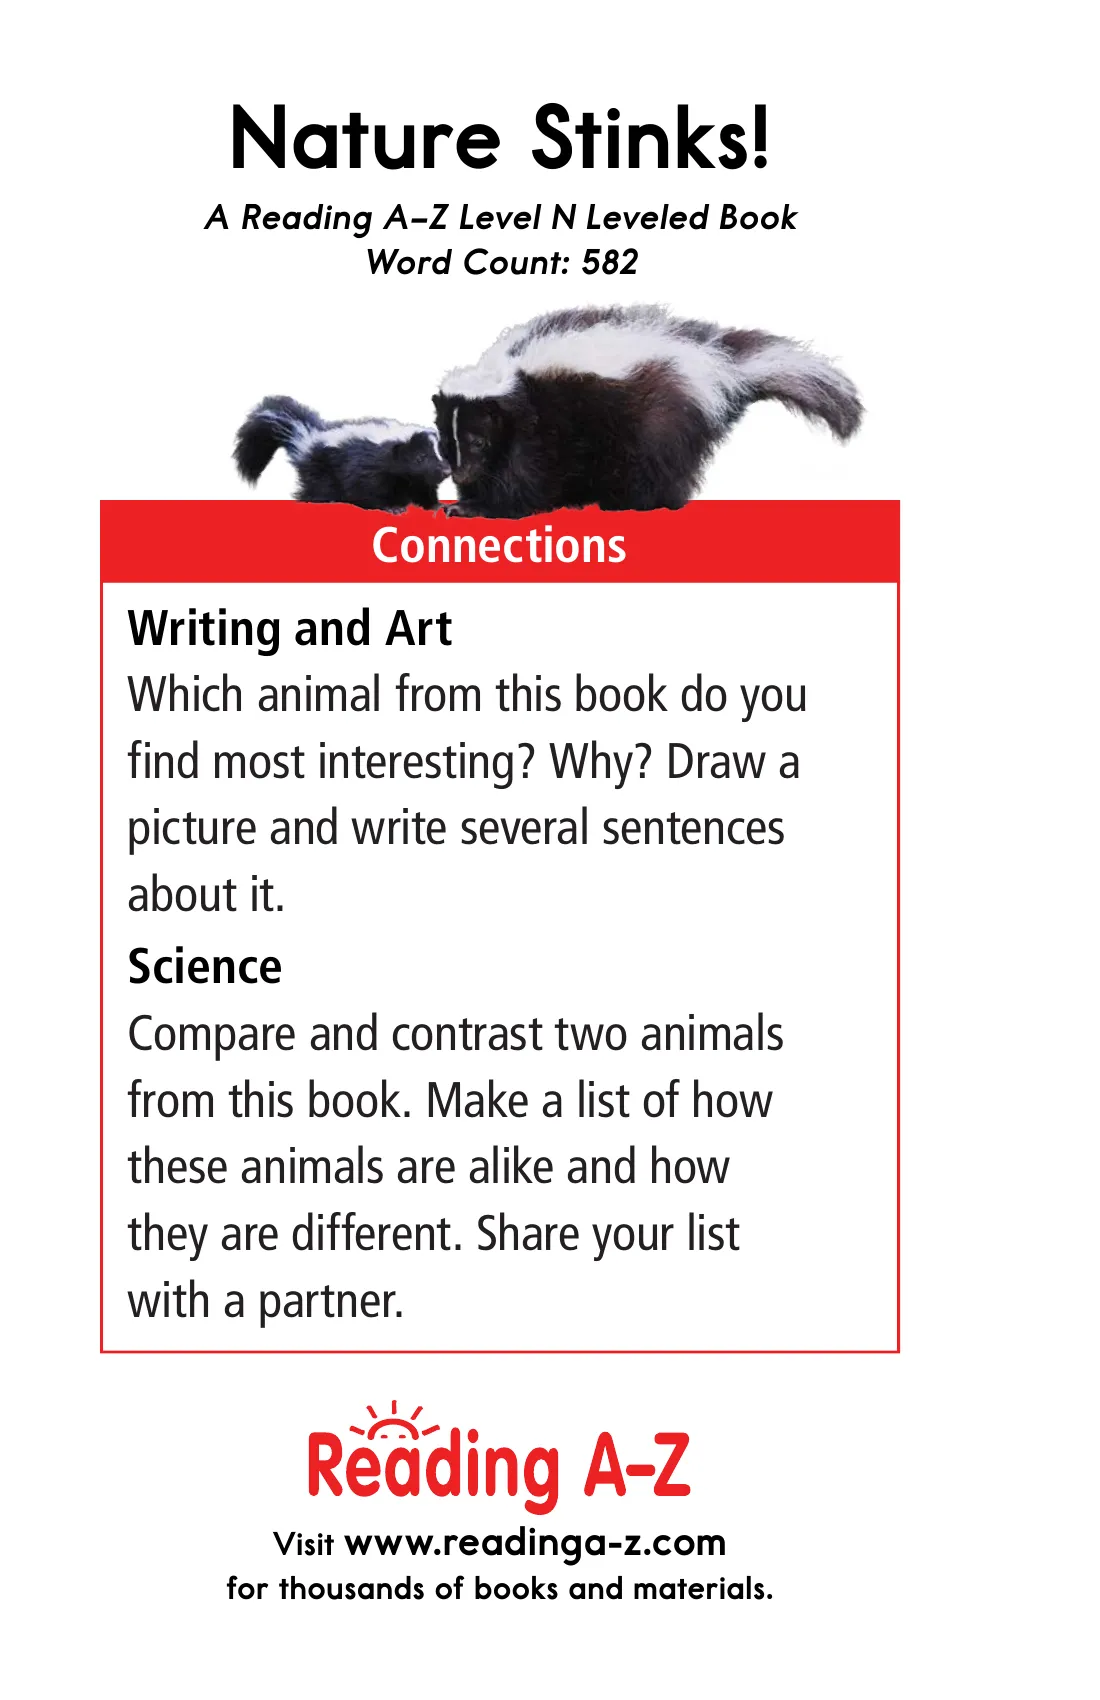 Nature Stinks!
A Reading A–Z Level N Leveled Book
Word Count: 582
Connections
Writing and Art
Which animal from this book do you
find most interesting? Why? Draw a
picture and write several sentences
about it.
Science
Compare and contrast two animals
from this book. Make a list of how
these animals are alike and how
they are different. Share your list
with a partner.
Reading A–Z
Visit www.readinga-z.com
for thousands of books and materials.